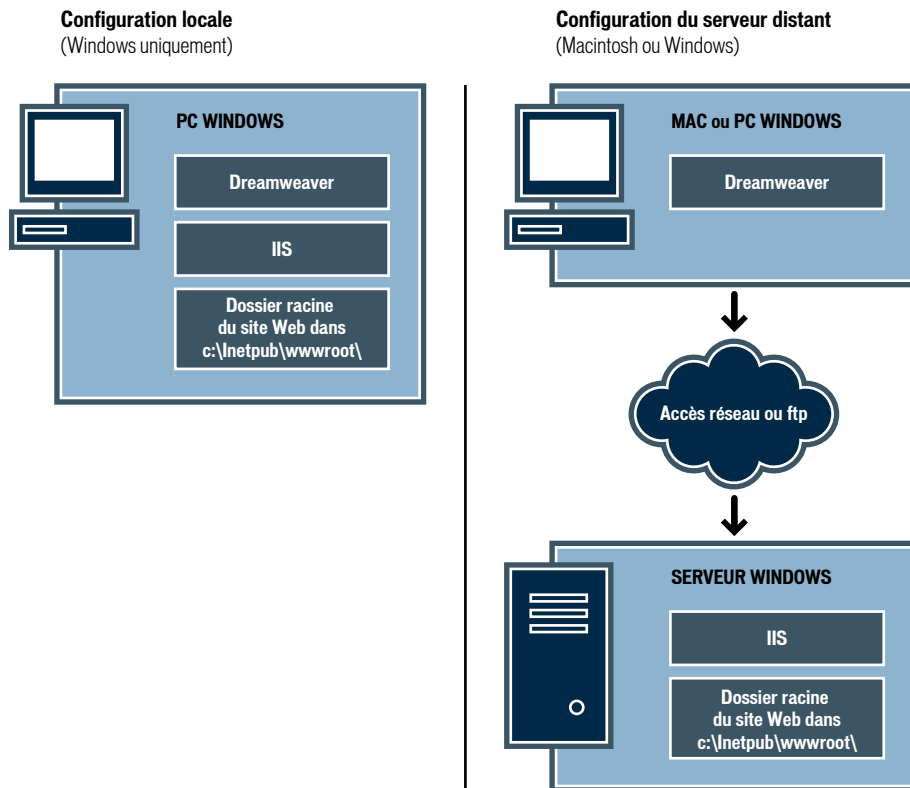 Configuration locale
(Windows uniquement)
PC WINDOWS
Dreamweaver
IIS
Dossier racine
du site Web dans
c:\Inetpub\wwwroot\
Configuration du serveur distant
(Macintosh ou Windows)
MAC ou PC WINDOWS
Dreamweaver
Accès réseau ou ftp
SERVEUR WINDOWS
IIS
Dossier racine
du site Web dans
c:\Inetpub\wwwroot\